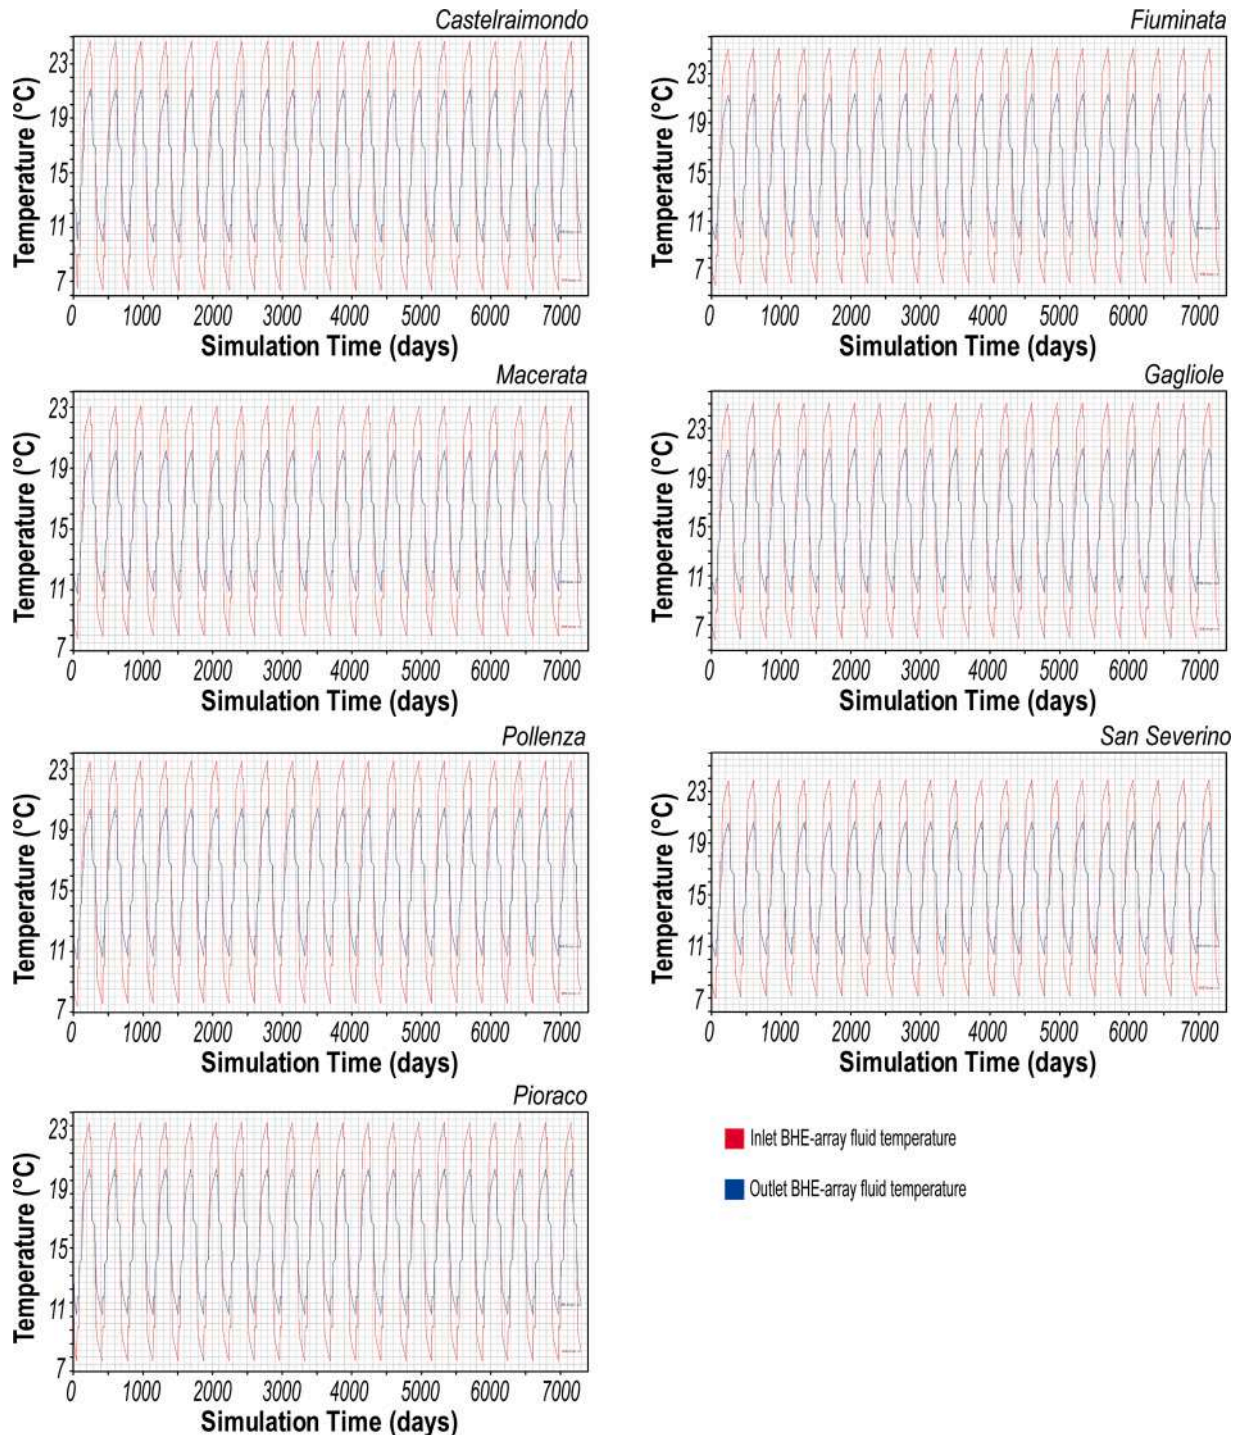 Castelraimondo
Temperature (°C)
23
19
15
11
7
0 1000 2000 3000 4000 5000 6000 7000
Simulation Time (days)
Fiuminata
Temperature (°C)
23
19
15
11
7
0 1000 2000 3000 4000 5000 6000 7000
Simulation Time (days)
Macerata
Temperature (°C)
23
19
15
11
7
0 1000 2000 3000 4000 5000 6000 7000
Simulation Time (days)
Gagliole
Temperature (°C)
23
19
15
11
7
0 1000 2000 3000 4000 5000 6000 7000
Simulation Time (days)
Pollenza
Temperature (°C)
23
19
15
11
7
0 1000 2000 3000 4000 5000 6000 7000
Simulation Time (days)
San Severino
Temperature (°C)
23
19
15
11
7
0 1000 2000 3000 4000 5000 6000 7000
Simulation Time (days)
Pioraco
Temperature (°C)
23
19
15
11
7
0 1000 2000 3000 4000 5000 6000 7000
Simulation Time (days)
Inlet BHE-array fluid temperature
Outlet BHE-array fluid temperature